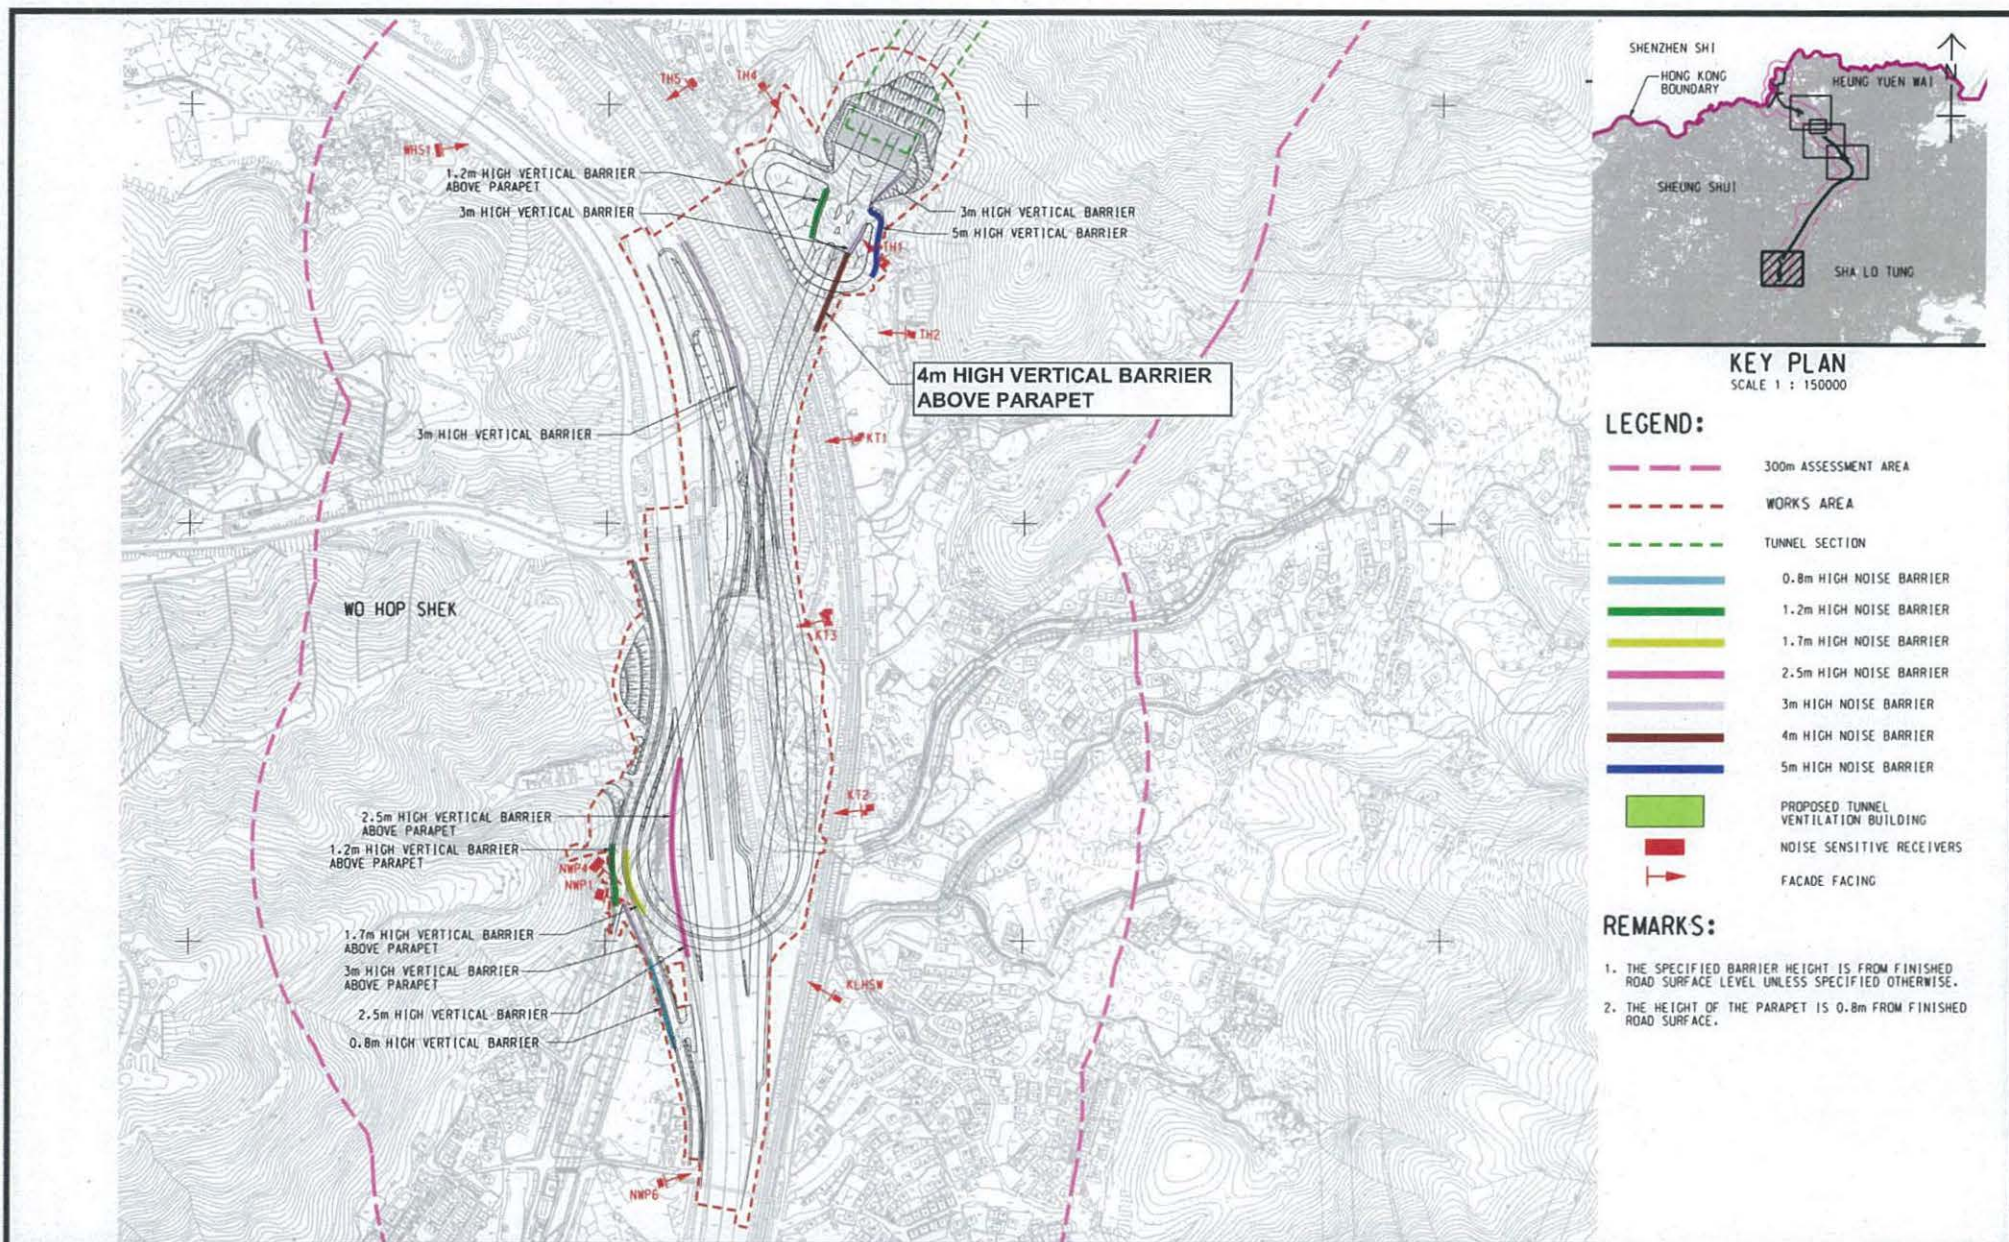 TH5
TH4
WHS1
1.2m HIGH VERTICAL BARRIER
ABOVE PARAPET
3m HIGH VERTICAL BARRIER
3m HIGH VERTICAL BARRIER
5m HIGH VERTICAL BARRIER
TH1
TH2
4m HIGH VERTICAL BARRIER
ABOVE PARAPET
3m HIGH VERTICAL BARRIER
KT1
WO HOP SHEK
KT3
KT2
2.5m HIGH VERTICAL BARRIER
ABOVE PARAPET
1.2m HIGH VERTICAL BARRIER
ABOVE PARAPET
NWP4
NWP1
1.7m HIGH VERTICAL BARRIER
ABOVE PARAPET
3m HIGH VERTICAL BARRIER
ABOVE PARAPET
2.5m HIGH VERTICAL BARRIER
0.8m HIGH VERTICAL BARRIER
KLHSW
NWP6
SHENZHEN SHI
HONG KONG
BOUNDARY
HEUNG YUEN WAI
N
SHEUNG SHUI
SHA LO TUNG
KEY PLAN
SCALE 1 : 150000
LEGEND:
300m ASSESSMENT AREA
WORKS AREA
TUNNEL SECTION
0.8m HIGH NOISE BARRIER
1.2m HIGH NOISE BARRIER
1.7m HIGH NOISE BARRIER
2.5m HIGH NOISE BARRIER
3m HIGH NOISE BARRIER
4m HIGH NOISE BARRIER
5m HIGH NOISE BARRIER
PROPOSED TUNNEL
VENTILATION BUILDING
NOISE SENSITIVE RECEIVERS
FACADE FACING
REMARKS:
1. THE SPECIFIED BARRIER HEIGHT IS FROM FINISHED
ROAD SURFACE LEVEL UNLESS SPECIFIED OTHERWISE.
2. THE HEIGHT OF THE PARAPET IS 0.8m FROM FINISHED
ROAD SURFACE.